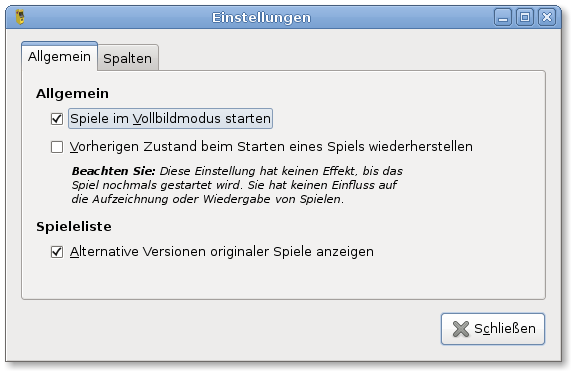 Einstellungen
Allgemein
Spalten
Allgemein
Spiele im Vollbildmodus starten
Vorherigen Zustand beim Starten eines Spiels wiederherstellen
Beachten Sie: Diese Einstellung hat keinen Effekt, bis das
Spiel nochmals gestartet wird. Sie hat keinen Einfluss auf
die Aufzeichnung oder Wiedergabe von Spielen.
Spieleliste
Alternative Versionen originaler Spiele anzeigen
Schließen